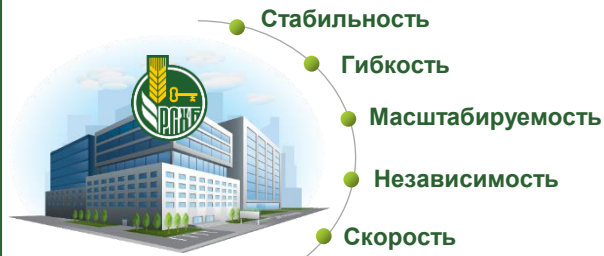 Стабильность
Гибкость
РСХБ
Масштабируемость
Независимость
Скорость